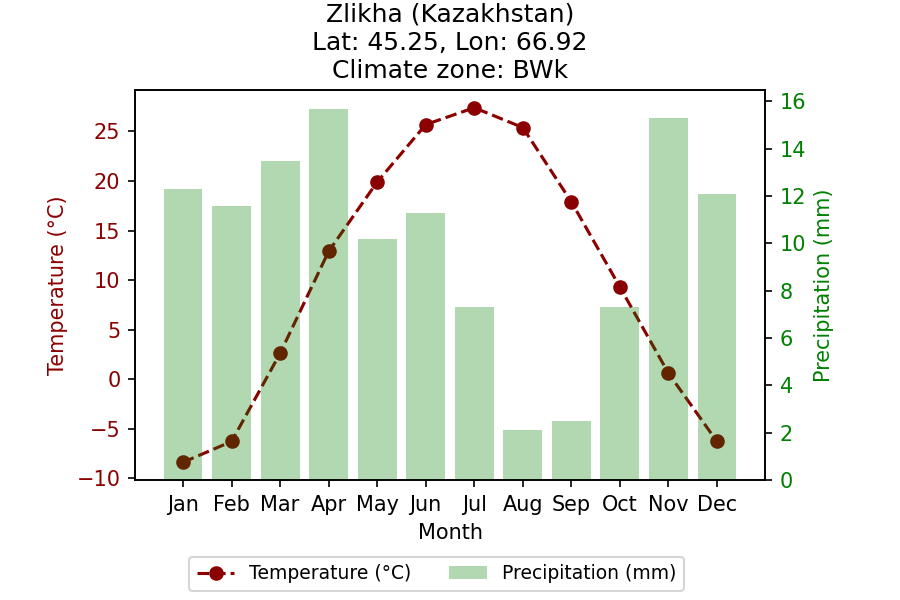 Zlikha (Kazakhstan)
Lat: 45.25, Lon: 66.92
Climate zone: BWk
Temperature (°C)
25
20
15
10
5
0
−5
−10
16
14
12
10
8
6
4
2
0
Precipitation (mm)
Jan Feb Mar Apr May Jun Jul Aug Sep Oct Nov Dec
Month
Temperature (°C) Precipitation (mm)